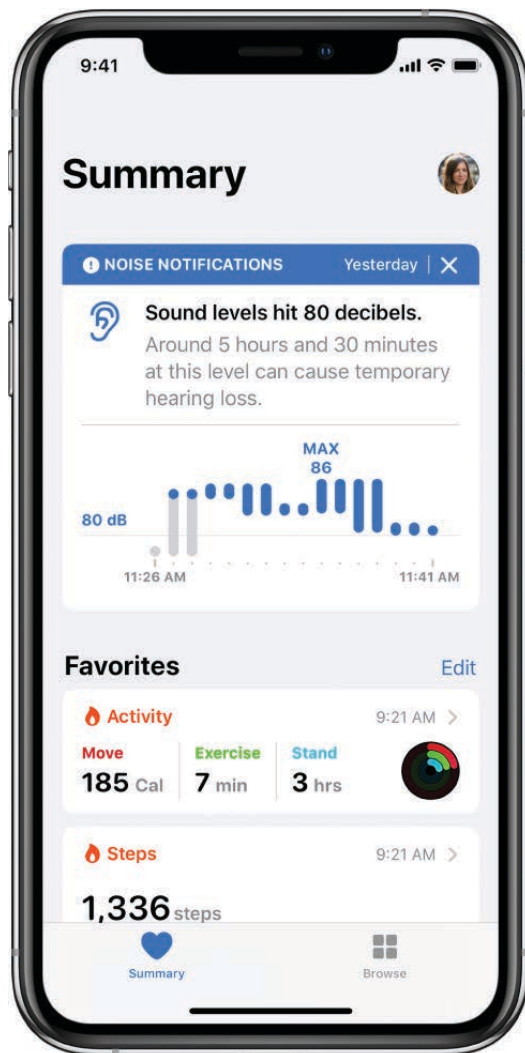 9:41
Summary
NOISE NOTIFICATIONS Yesterday
Sound levels hit 80 decibels.
Around 5 hours and 30 minutes
at this level can cause temporary
hearing loss.
MAX
86
80 dB
11:26 AM 11:41 AM
Favorites Edit
Activity 9:21 AM
Move Exercise Stand
185 Cal 7 min 3 hrs
Steps 9:21 AM
1,336 steps
Summary Browse